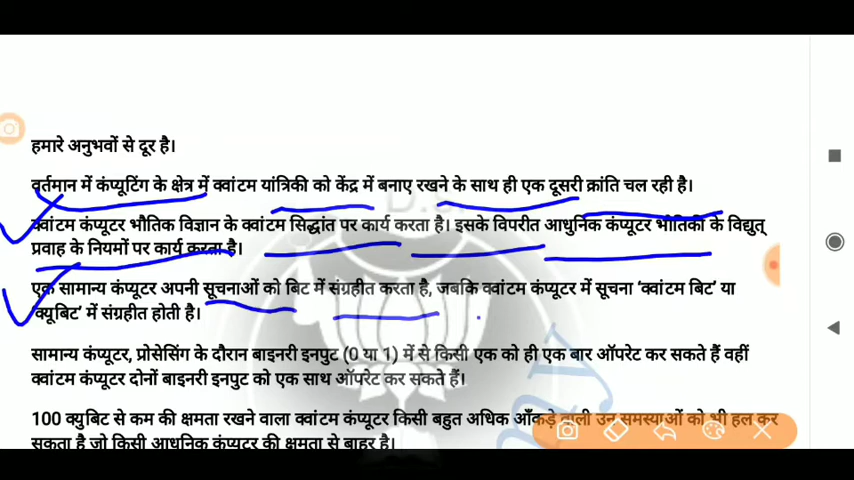 हमारे अनुभवों से दूर है।
वर्तमान में कंप्यूटिंग के क्षेत्र में क्वांटम यांत्रिकी को केंद्र में बनाए रखने के साथ ही एक दूसरी क्रांति चल रही है।
क्वांटम कंप्यूटर भौतिक विज्ञान के क्वांटम सिद्धांत पर कार्य करता है। इसके विपरीत आधुनिक कंप्यूटर भौतिकी के विद्युत्
प्रवाह के नियमों पर कार्य करता है।
एक सामान्य कंप्यूटर अपनी सूचनाओं को बिट में संग्रहीत करता है, जबकि क्वांटम कंप्यूटर में सूचना ‘क्वांटम बिट’ या
‘क्यूबिट’ में संग्रहीत होती है।
सामान्य कंप्यूटर, प्रोसेसिंग के दौरान बाइनरी इनपुट (0 या 1) में से किसी एक को ही एक बार ऑपरेट कर सकते हैं वहीं
क्वांटम कंप्यूटर दोनों बाइनरी इनपुट को एक साथ ऑपरेट कर सकते हैं।
100 क्युबिट से कम की क्षमता रखने वाला क्वांटम कंप्यूटर किसी बहुत अधिक आँकड़े वाली उन समस्याओं को भी हल कर
सकता है जो किसी आधुनिक कंप्यूटर की क्षमता से बाहर है।